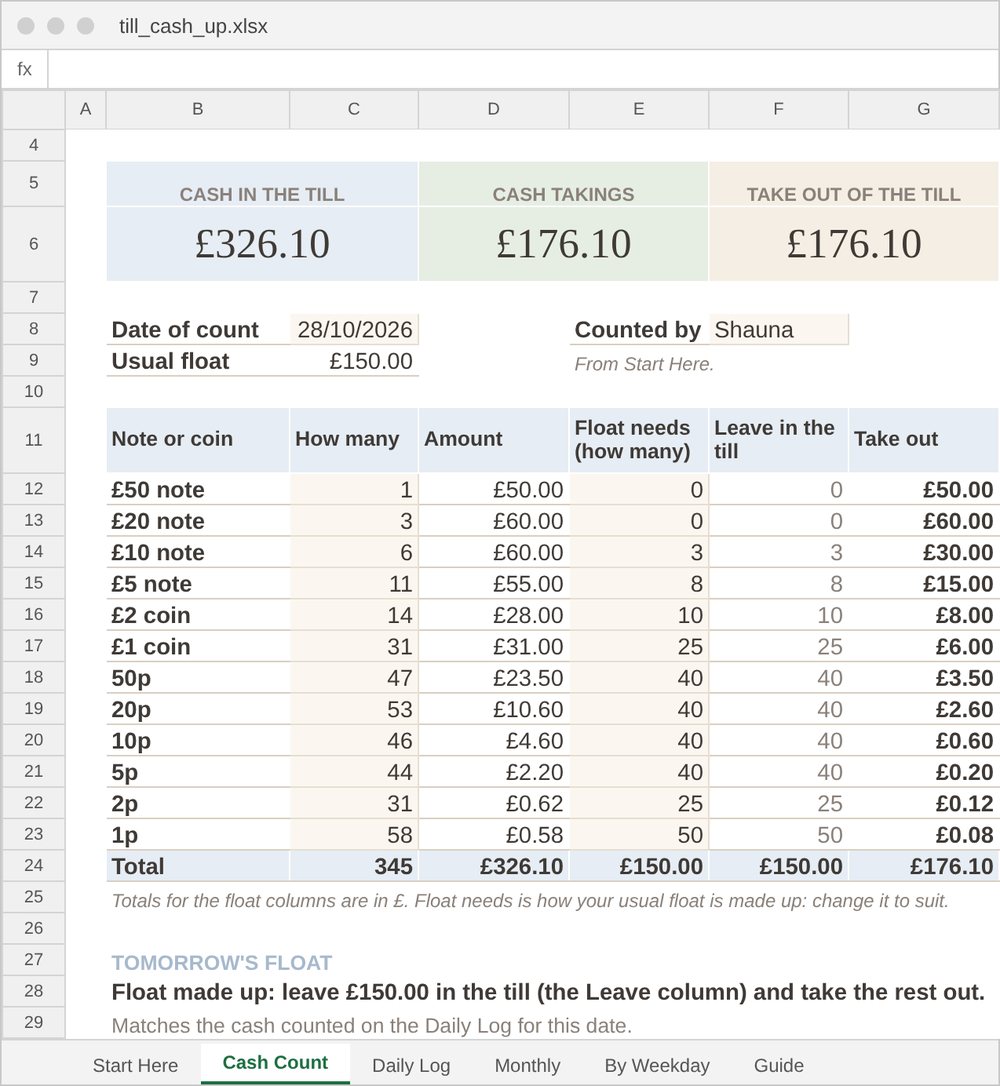 till_cash_up.xlsx
fx
A B C D E F G
4
5 CASH IN THE TILL CASH TAKINGS TAKE OUT OF THE TILL
6 £326.10 £176.10 £176.10
7
8 Date of count 28/10/2026 Counted by Shauna
9 Usual float £150.00 From Start Here.
10
11 Note or coin How many Amount Float needs (how many) Leave in the till Take out
12 £50 note 1 £50.00 0 0 £50.00
13 £20 note 3 £60.00 0 0 £60.00
14 £10 note 6 £60.00 3 3 £30.00
15 £5 note 11 £55.00 8 8 £15.00
16 £2 coin 14 £28.00 10 10 £8.00
17 £1 coin 31 £31.00 25 25 £6.00
18 50p 47 £23.50 40 40 £3.50
19 20p 53 £10.60 40 40 £2.60
20 10p 46 £4.60 40 40 £0.60
21 5p 44 £2.20 40 40 £0.20
22 2p 31 £0.62 25 25 £0.12
23 1p 58 £0.58 50 50 £0.08
24 Total 345 £326.10 £150.00 £150.00 £176.10
25 Totals for the float columns are in £. Float needs is how your usual float is made up: change it to suit.
26
27 TOMORROW'S FLOAT
28 Float made up: leave £150.00 in the till (the Leave column) and take the rest out.
29 Matches the cash counted on the Daily Log for this date.
Start Here Cash Count Daily Log Monthly By Weekday Guide